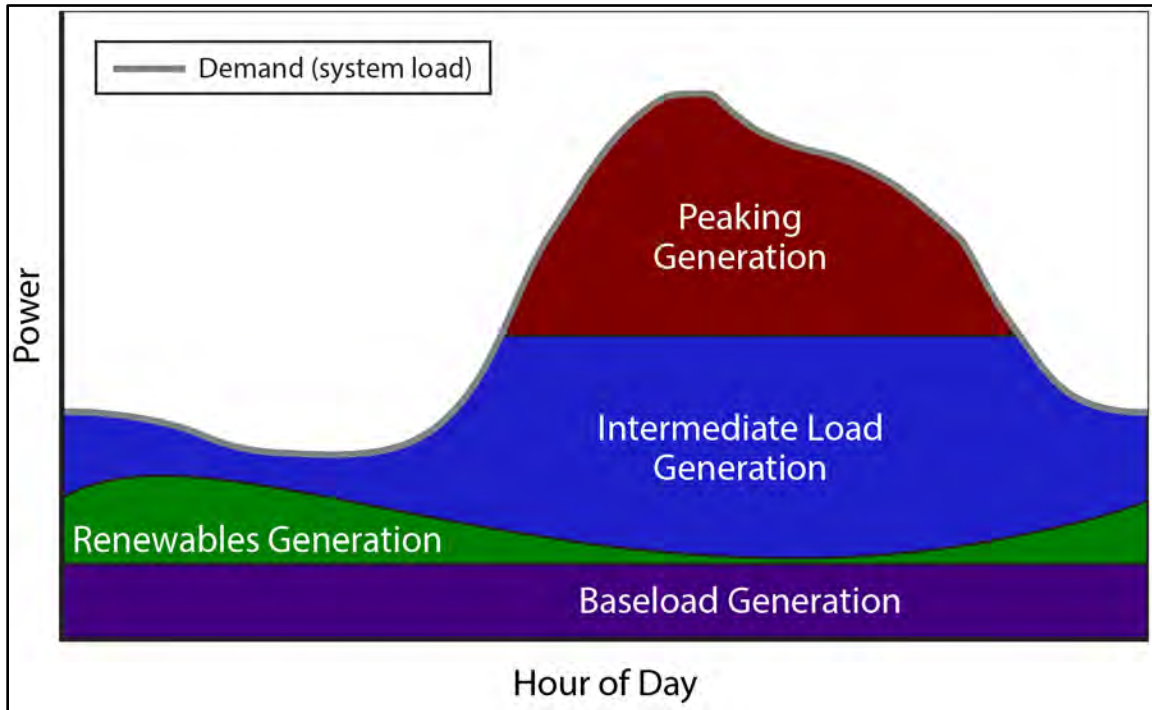 Demand (system load)
Peaking
Generation
Power
Intermediate Load
Generation
Renewables Generation
Baseload Generation
Hour of Day